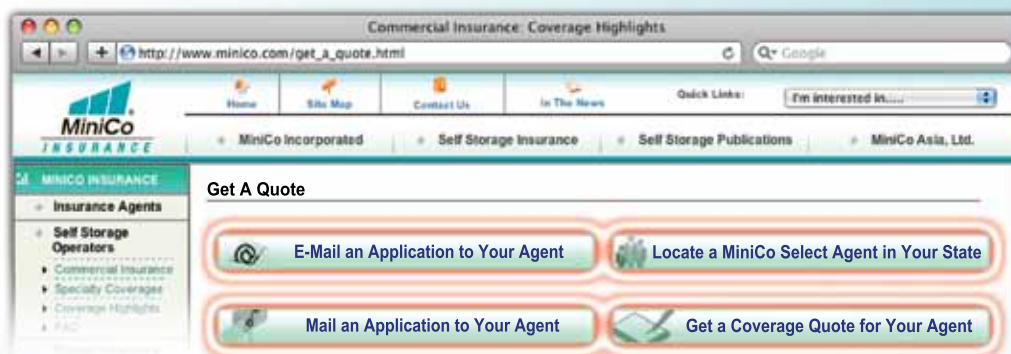 Commercial Insurance: Coverage Highlights
http://www.minico.com/get_a_quote.html
Google
Home
Site Map
Contact Us
In The News
Quick Links:
I'm interested in.....
MiniCo
INSURANCE
MiniCo Incorporated
Self Storage Insurance
Self Storage Publications
MiniCo Asia, Ltd.
MINICO INSURANCE
Insurance Agents
Self Storage
Operators
Commercial Insurance
Specialty Coverages
Coverage Highlights
FAQ
Get A Quote
E-Mail an Application to Your Agent
Locate a MiniCo Select Agent in Your State
Mail an Application to Your Agent
Get a Coverage Quote for Your Agent